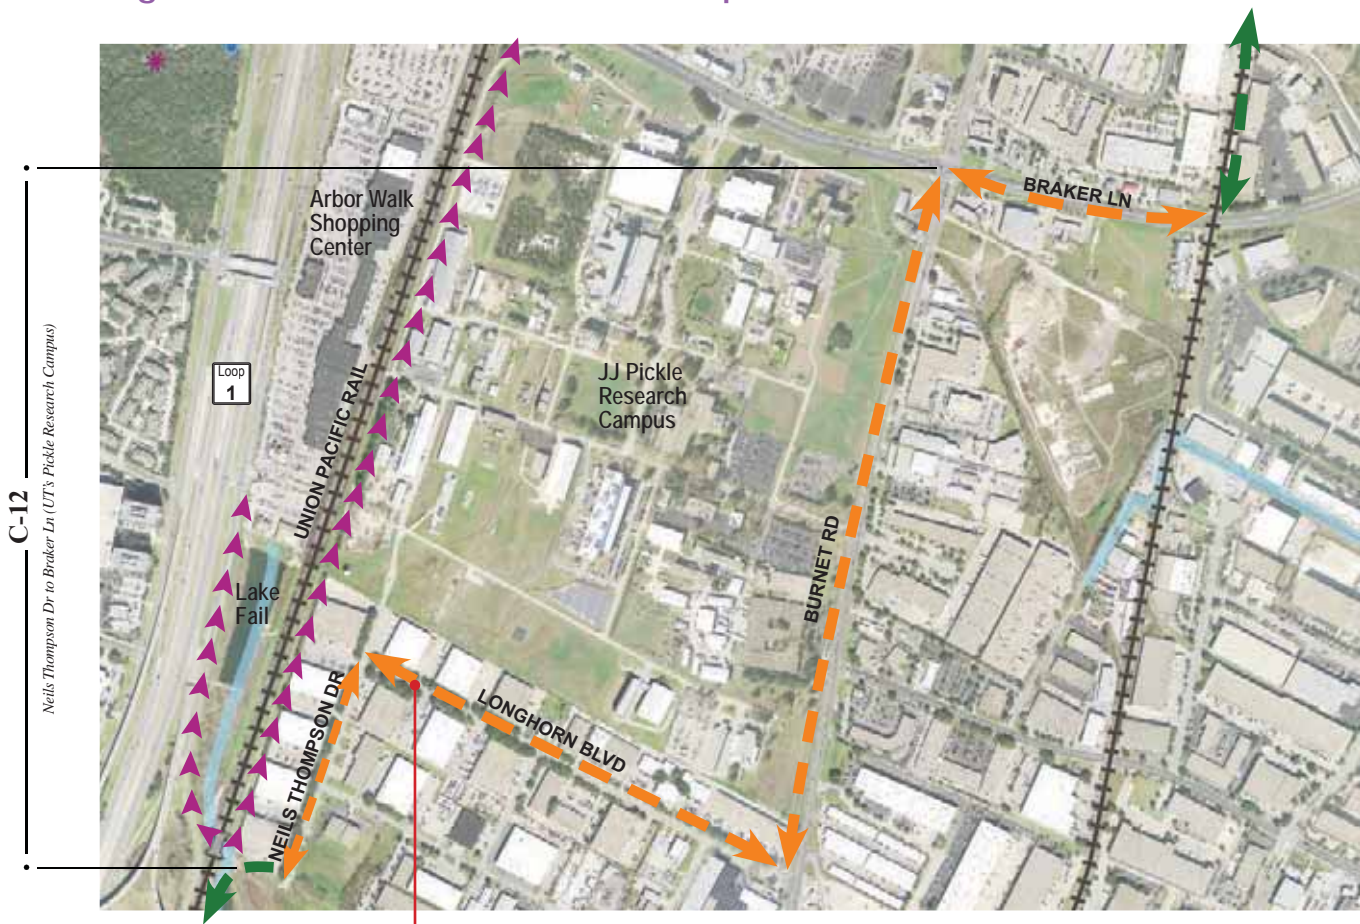 BRAKER LN
Arbor Walk
Shopping
Center
Loop
1
UNION PACIFIC RAIL
JJ Pickle
Research
Campus
C-12
Neils Thompson Dr to Braker Ln (UT's Pickle Research Campus)
BURNET RD
Lake
Fail
NEILS THOMPSON DR
LONGHORN BLVD